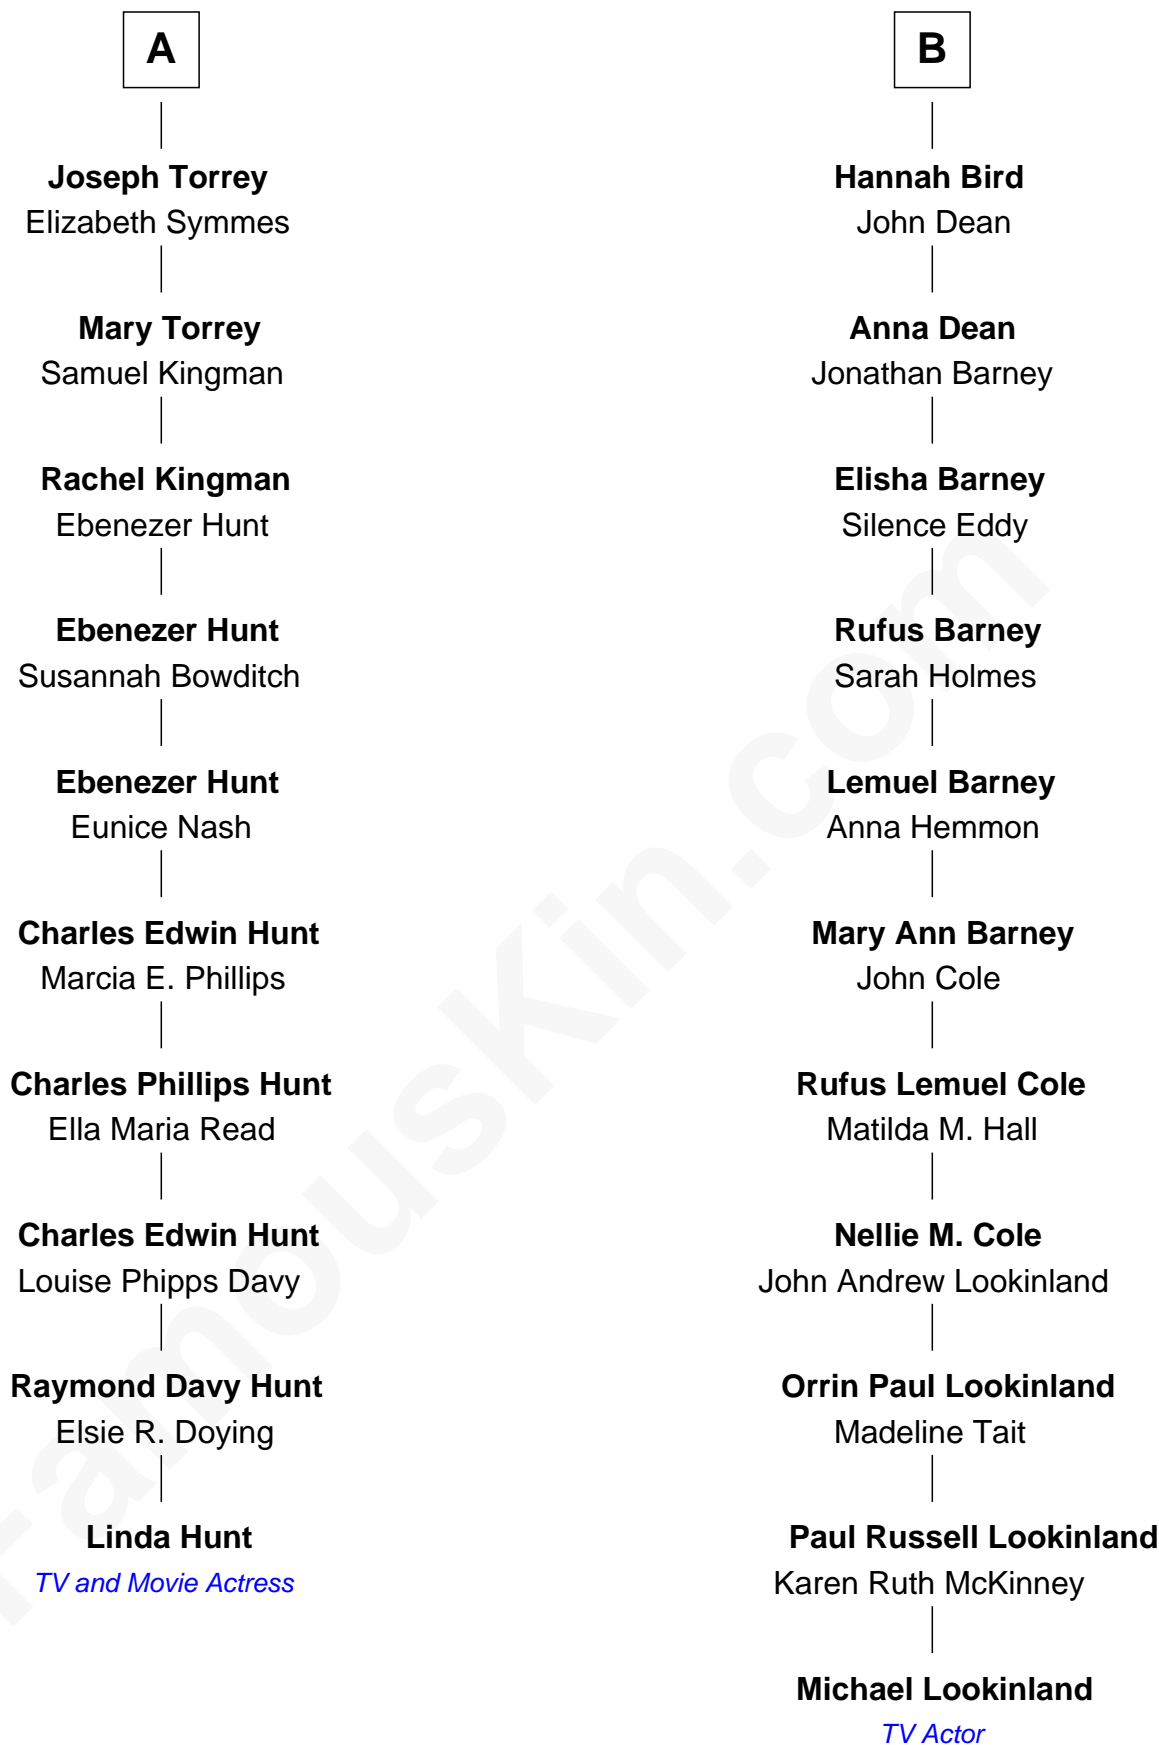 A
Joseph Torrey
Elizabeth Symmes
Mary Torrey
Samuel Kingman
Rachel Kingman
Ebenezer Hunt
Ebenezer Hunt
Susannah Bowditch
Ebenezer Hunt
Eunice Nash
Charles Edwin Hunt
Marcia E. Phillips
Charles Phillips Hunt
Ella Maria Read
Charles Edwin Hunt
Louise Phipps Davy
Raymond Davy Hunt
Elsie R. Doying
Linda Hunt
TV and Movie Actress
B
Hannah Bird
John Dean
Anna Dean
Jonathan Barney
Elisha Barney
Silence Eddy
Rufus Barney
Sarah Holmes
Lemuel Barney
Anna Hemmon
Mary Ann Barney
John Cole
Rufus Lemuel Cole
Matilda M. Hall
Nellie M. Cole
John Andrew Lookinland
Orrin Paul Lookinland
Madeline Tait
Paul Russell Lookinland
Karen Ruth McKinney
Michael Lookinland
TV Actor
FamousKin.com